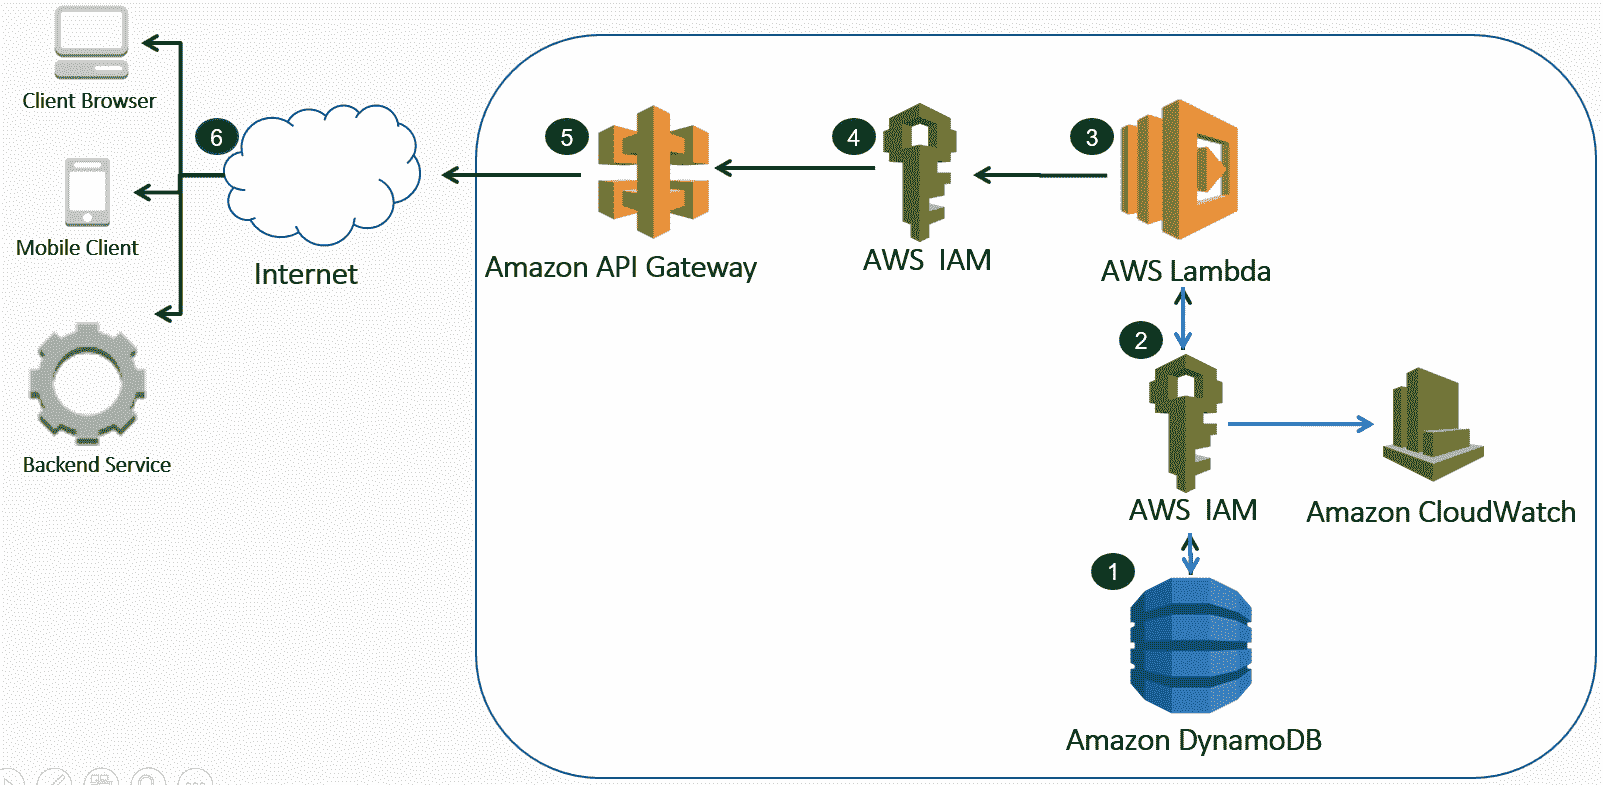 Client Browser
6
5
4
3
Mobile Client
Internet
Amazon API Gateway
AWS IAM
AWS Lambda
2
Backend Service
AWS IAM
Amazon CloudWatch
1
Amazon DynamoDB